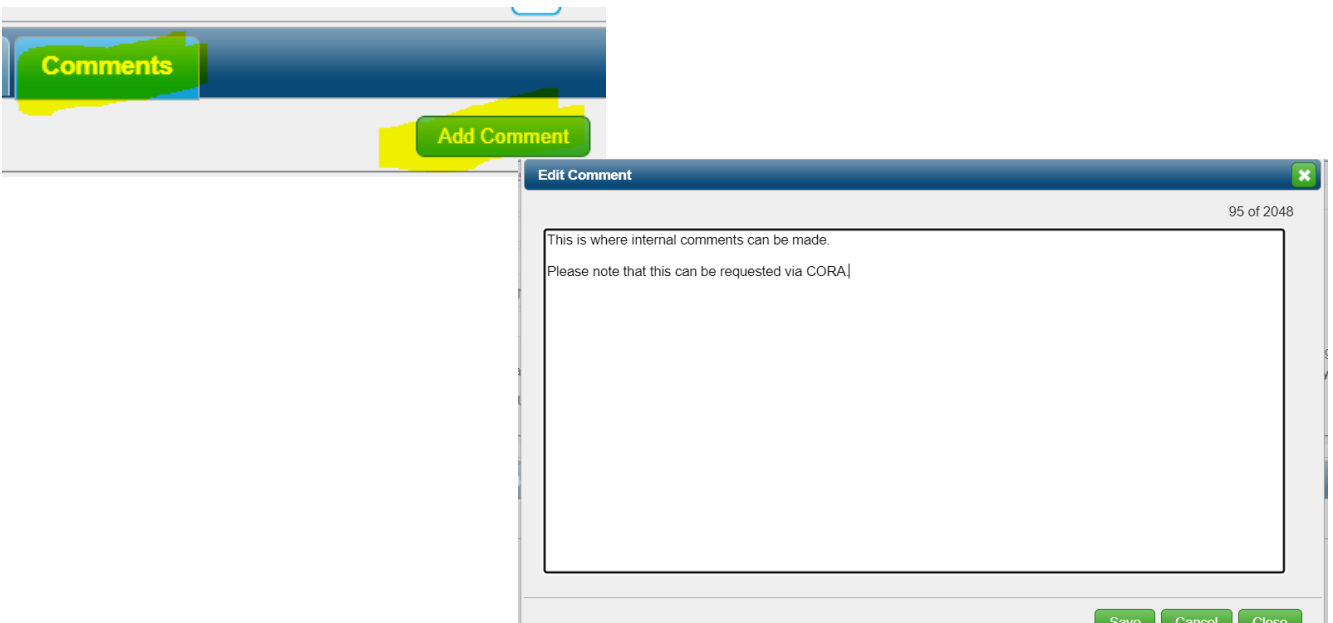 Comments
Add Comment
Edit Comment
95 of 2048
This is where internal comments can be made.
Please note that this can be requested via CORA.
Save Cancel Close